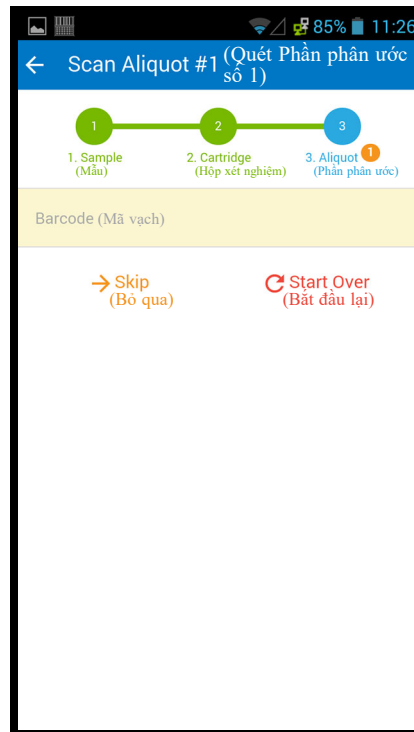 85% 11:26
Scan Aliquot #1 (Quét Phần phân ước
số 1)
1 2 3
1. Sample 2. Cartridge 3. Aliquot 1
(Mẫu) (Hộp xét nghiệm) (Phần phân ước)
Barcode (Mã vạch)
Skip Start Over
(Bỏ qua) (Bắt đầu lại)